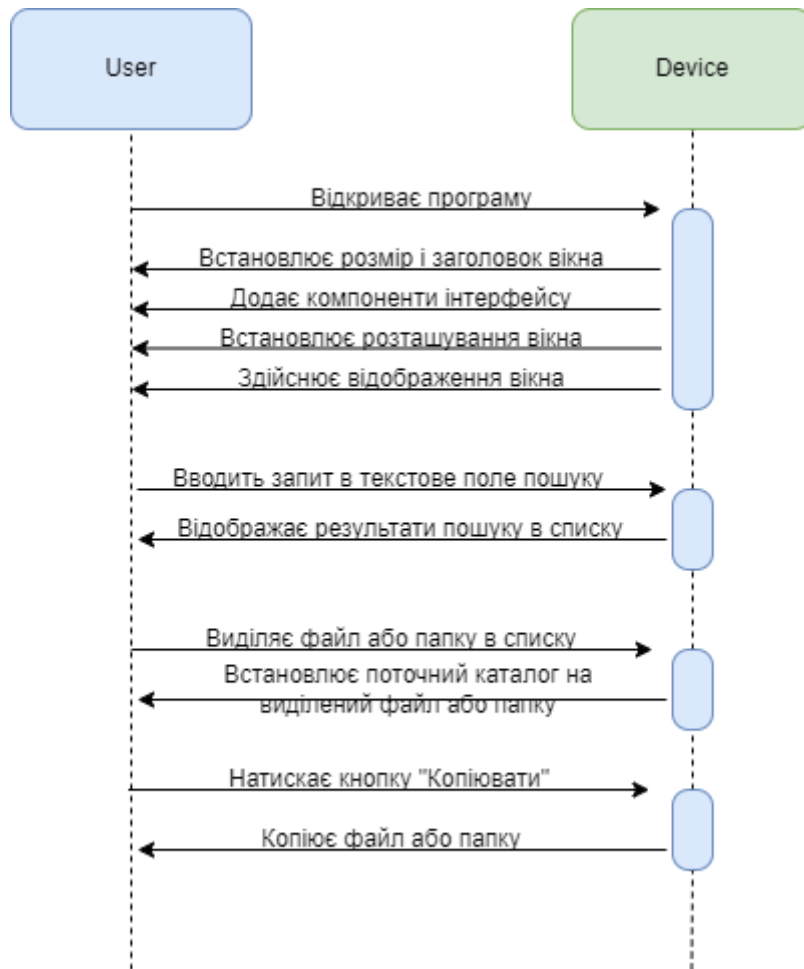 User
Device
Відкриває програму
Встановлює розмір і заголовок вікна
Додає компоненти інтерфейсу
Встановлює розташування вікна
Здійснює відображення вікна
Вводить запит в текстове поле пошуку
Відображає результати пошуку в списку
Виділяє файл або папку в списку
Встановлює поточний каталог на
виділений файл або папку
Натискає кнопку "Копіювати"
Копіює файл або папку